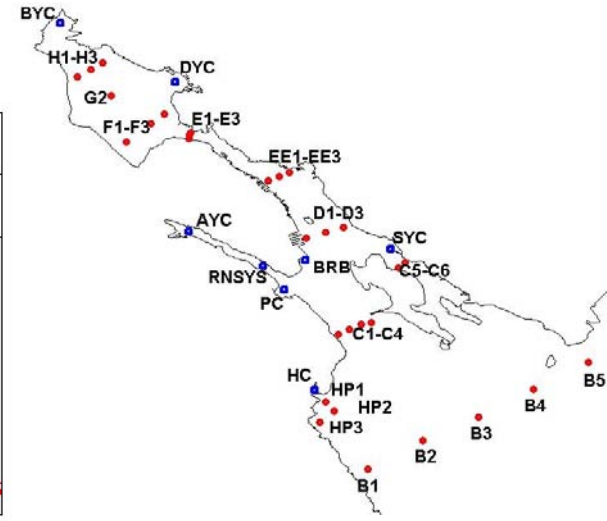 BYC
H1-H3
DYC
G2
F1-F3
E1-E3
EE1-EE3
D1-D3
AYC
SYC
RNSYS
BRB
C5-C6
PC
C1-C4
HC
HP1
B5
B4
HP2
HP3
B3
B2
B1